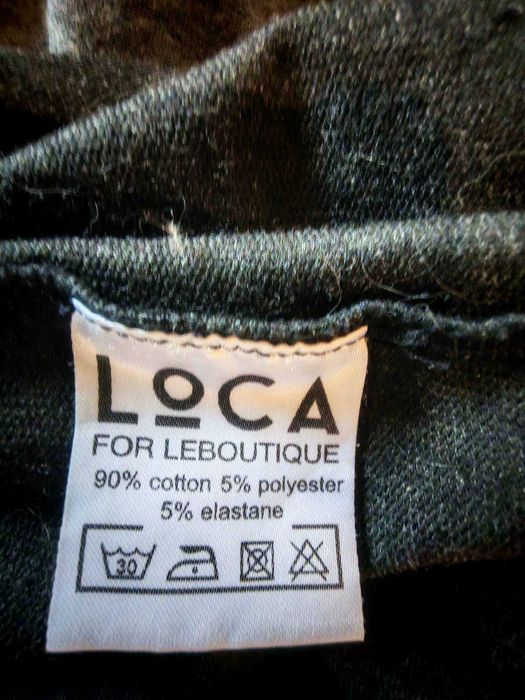 LOCA
FOR LEBOUTIQUE
90% cotton 5% polyester
5% elastane
30